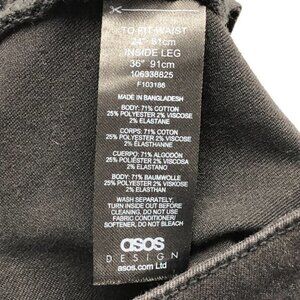 TO FIT WAIST
24" 61cm
INSIDE LEG
36" 91cm
106938825
F103186
MADE IN BANGLADESH
BODY: 71% COTTON
25% POLYESTER 2% VISCOSE
2% ELASTANE
CORPS: 71% COTON
25% POLYESTER 2% VISCOSE
2% ELASTHANNE
CUERPO: 71% ALGODÓN
25% POLIESTER 2% VISCOSA
2% ELASTANO
BODY: 71% BAUMWOLLE
25% POLYESTER 2% VISKOSE
2% ELASTHAN
WASH SEPARATELY,
TURN INSIDE OUT BEFORE
CLEANING, DO NOT USE
FABRIC CONDITIONER/
SOFTENER, DO NOT BLEACH
asos
DESIGN
asos.com Ltd